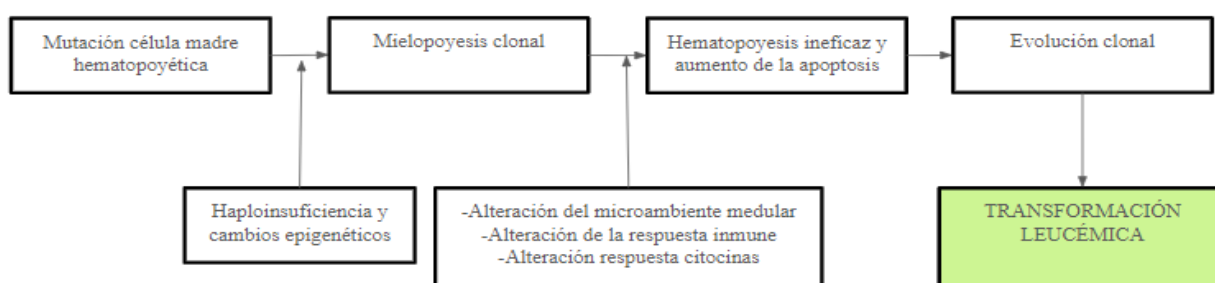 Mutación célula madre
hematopoyética
Mielopoyesis clonal
Hematopoyesis ineficaz y
aumento de la apoptosis
Evolución clonal
Haploinsuficiencia y
cambios epigenéticos
-Alteración del microambiente medular
-Alteración de la respuesta inmune
-Alteración respuesta citocinas
TRANSFORMACIÓN
LEUCÉMICA